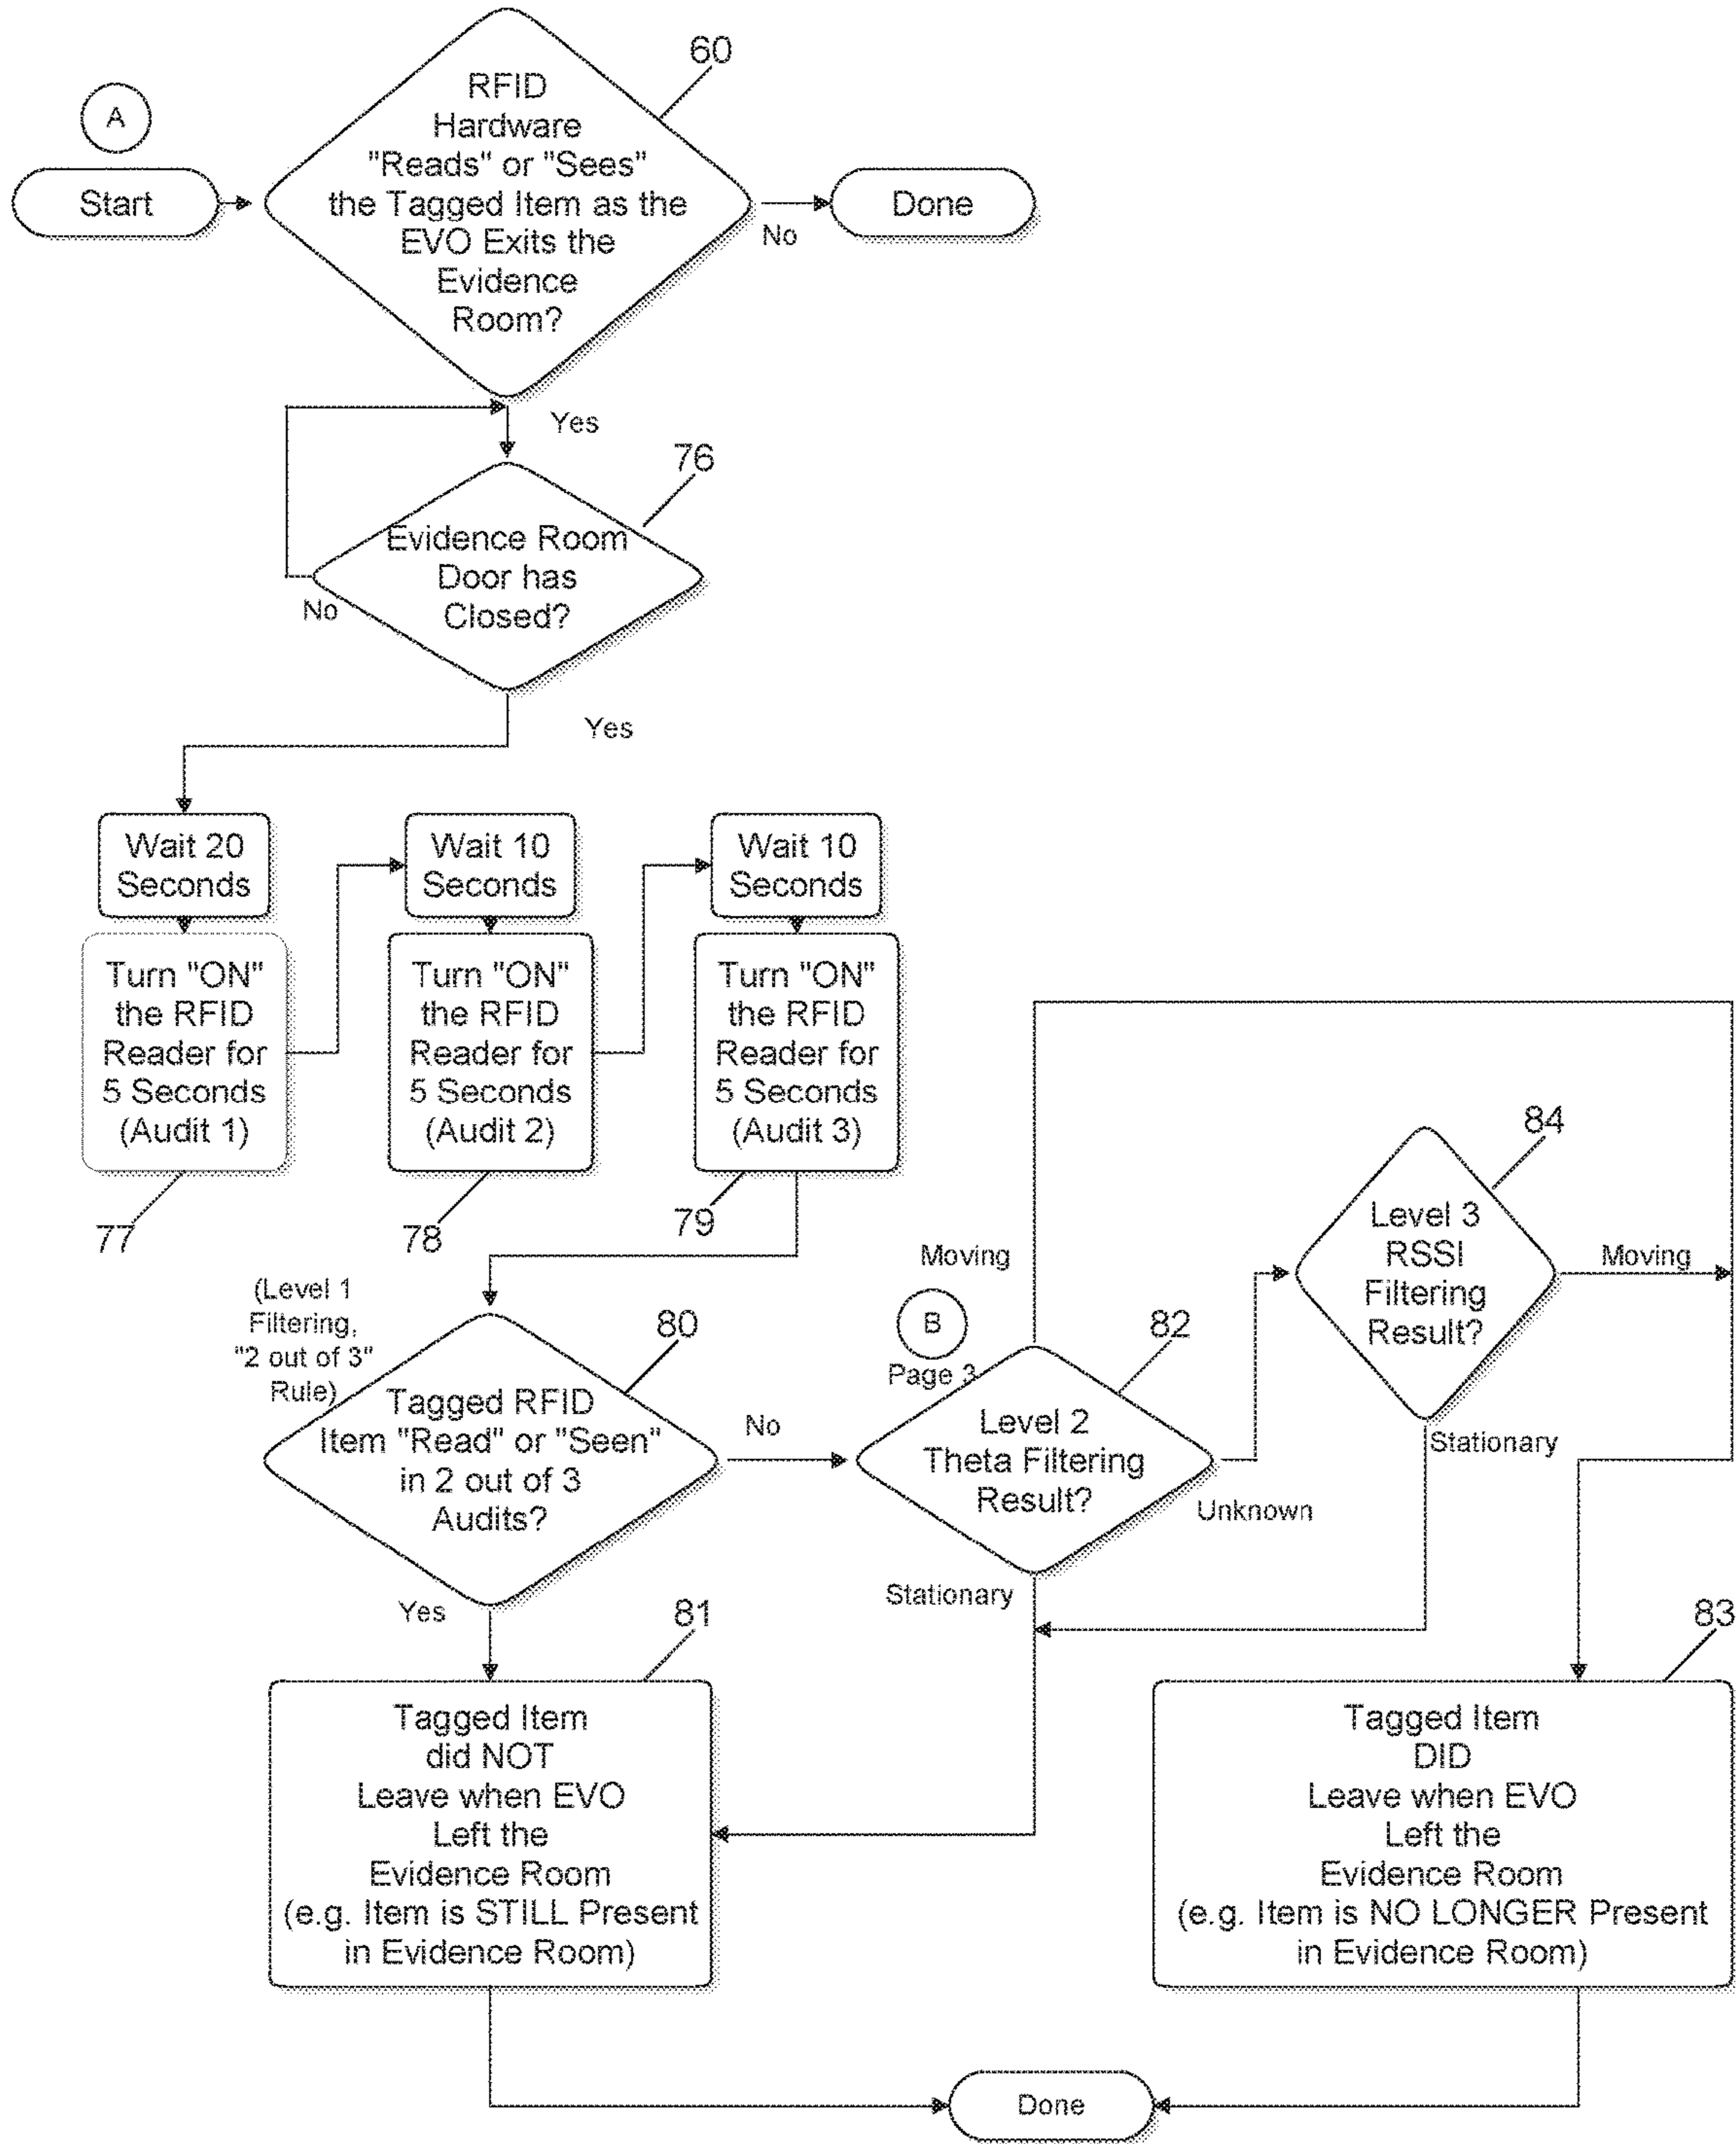 60
RFID
Hardware
"Reads" or "Sees"
the Tagged Item as the
EVO Exits the
Evidence
Room?
A
Start
No
Done
Yes
76
Evidence Room
Door has
Closed?
No
Yes
Wait 20
Seconds
Wait 10
Seconds
Wait 10
Seconds
Turn "ON"
the RFID
Reader for
5 Seconds
(Audit 1)
Turn "ON"
the RFID
Reader for
5 Seconds
(Audit 2)
Turn "ON"
the RFID
Reader for
5 Seconds
(Audit 3)
77
78
79
84
Level 3
RSSI
Filtering
Result?
Moving
Stationary
Moving
B
Page 3
82
Level 2
Theta Filtering
Result?
Unknown
Stationary
(Level 1
Filtering,
"2 out of 3"
Rule)
80
Tagged RFID
Item "Read" or "Seen"
in 2 out of 3
Audits?
No
Yes
81
Tagged Item
did NOT
Leave when EVO
Left the
Evidence Room
(e.g. Item is STILL Present
in Evidence Room)
83
Tagged Item
DID
Leave when EVO
Left the
Evidence Room
(e.g. Item is NO LONGER Present
in Evidence Room)
Done